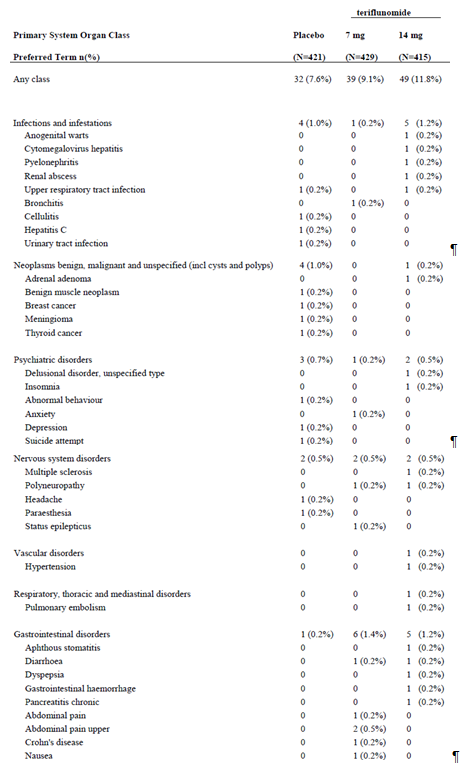 teriflunomide
Primary System Organ Class Placebo 7 mg 14 mg
Preferred Term n(%) (N=421) (N=429) (N=415)
Any class 32 (7.6%) 39 (9.1%) 49 (11.8%)
Infections and infestations 4 (1.0%) 1 (0.2%) 5 (1.2%)
Anogenital warts 0 0 1 (0.2%)
Cytomegalovirus hepatitis 0 0 1 (0.2%)
Pyelonephritis 0 0 1 (0.2%)
Renal abscess 0 0 1 (0.2%)
Upper respiratory tract infection 1 (0.2%) 0 1 (0.2%)
Bronchitis 0 1 (0.2%) 0
Cellulitis 1 (0.2%) 0 0
Hepatitis C 1 (0.2%) 0 0
Urinary tract infection 1 (0.2%) 0 0
¶
Neoplasms benign, malignant and unspecified (incl cysts and polyps) 4 (1.0%) 0 1 (0.2%)
Adrenal adenoma 0 0 1 (0.2%)
Benign muscle neoplasm 1 (0.2%) 0 0
Breast cancer 1 (0.2%) 0 0
Meningioma 1 (0.2%) 0 0
Thyroid cancer 1 (0.2%) 0 0
Psychiatric disorders 3 (0.7%) 1 (0.2%) 2 (0.5%)
Delusional disorder, unspecified type 0 0 1 (0.2%)
Insomnia 0 0 1 (0.2%)
Abnormal behaviour 1 (0.2%) 0 0
Anxiety 0 1 (0.2%) 0
Depression 1 (0.2%) 0 0
Suicide attempt 1 (0.2%) 0 0 ¶
Nervous system disorders 2 (0.5%) 2 (0.5%) 2 (0.5%)
Multiple sclerosis 0 0 1 (0.2%)
Polyneuropathy 0 1 (0.2%) 1 (0.2%)
Headache 1 (0.2%) 0 0
Paraesthesia 1 (0.2%) 0 0
Status epilepticus 0 1 (0.2%) 0
Vascular disorders 0 0 1 (0.2%)
Hypertension 0 0 1 (0.2%)
Respiratory, thoracic and mediastinal disorders 0 0 1 (0.2%)
Pulmonary embolism 0 0 1 (0.2%)
Gastrointestinal disorders 1 (0.2%) 6 (1.4%) 5 (1.2%)
Aphthous stomatitis 0 0 1 (0.2%)
Diarrhoea 0 1 (0.2%) 1 (0.2%)
Dyspepsia 0 0 1 (0.2%)
Gastrointestinal haemorrhage 0 0 1 (0.2%)
Pancreatitis chronic 0 0 1 (0.2%)
Abdominal pain 0 1 (0.2%) 0
Abdominal pain upper 0 2 (0.5%) 0
Crohn's disease 0 1 (0.2%) 0
Nausea 0 1 (0.2%) 0 ¶